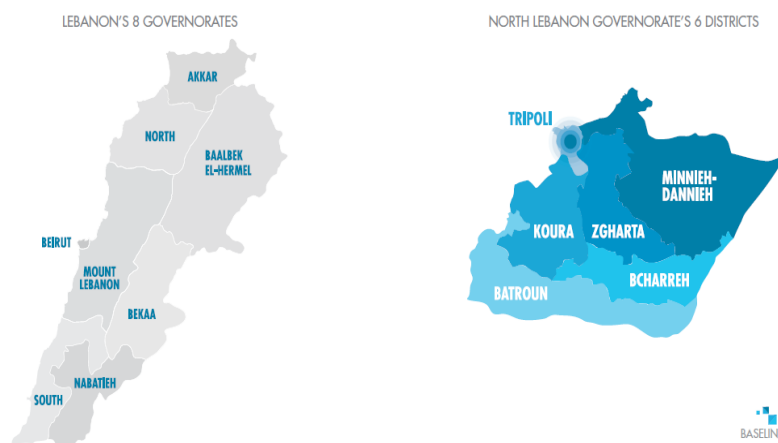 LEBANON'S 8 GOVERNORATES
AKKAR
NORTH
BAALBEK
EL-HERMEL
BEIRUT
MOUNT
LEBANON
BEKAA
NABATIEH
SOUTH
NORTH LEBANON GOVERNORATE'S 6 DISTRICTS
TRIPOLI
MINNIEH-
DANNIEH
KOURA
ZGHARTA
BCHARREH
BATROUN
BASELIN